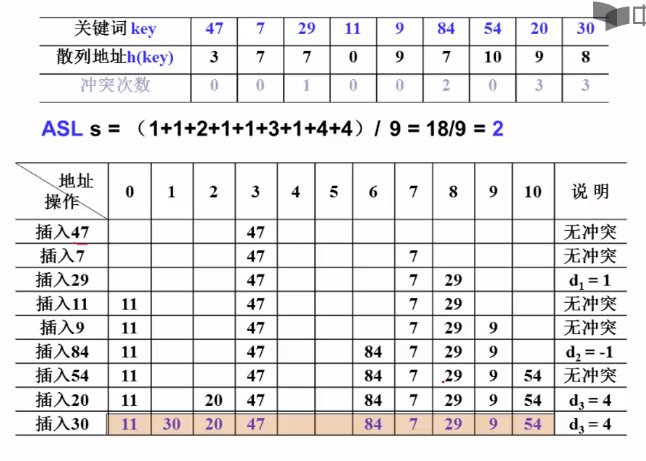 关键词 key 47 7 29 11 9 84 54 20 30
散列地址h(key) 3 7 7 0 9 7 10 9 8
冲突次数 0 0 1 0 0 2 0 3 3
ASL s = （1+1+2+1+1+3+1+4+4）/ 9 = 18/9 = 2
地址 操作 0 1 2 3 4 5 6 7 8 9 10 说 明
插入47 47 无冲突
插入7 47 7 无冲突
插入29 47 7 29 d1 = 1
插入11 11 47 7 29 无冲突
插入9 11 47 7 29 9 无冲突
插入84 11 47 84 7 29 9 d2 = -1
插入54 11 47 84 7 29 9 54 无冲突
插入20 11 20 47 84 7 29 9 54 d3 = 4
插入30 11 30 20 47 84 7 29 9 54 d3 = 4